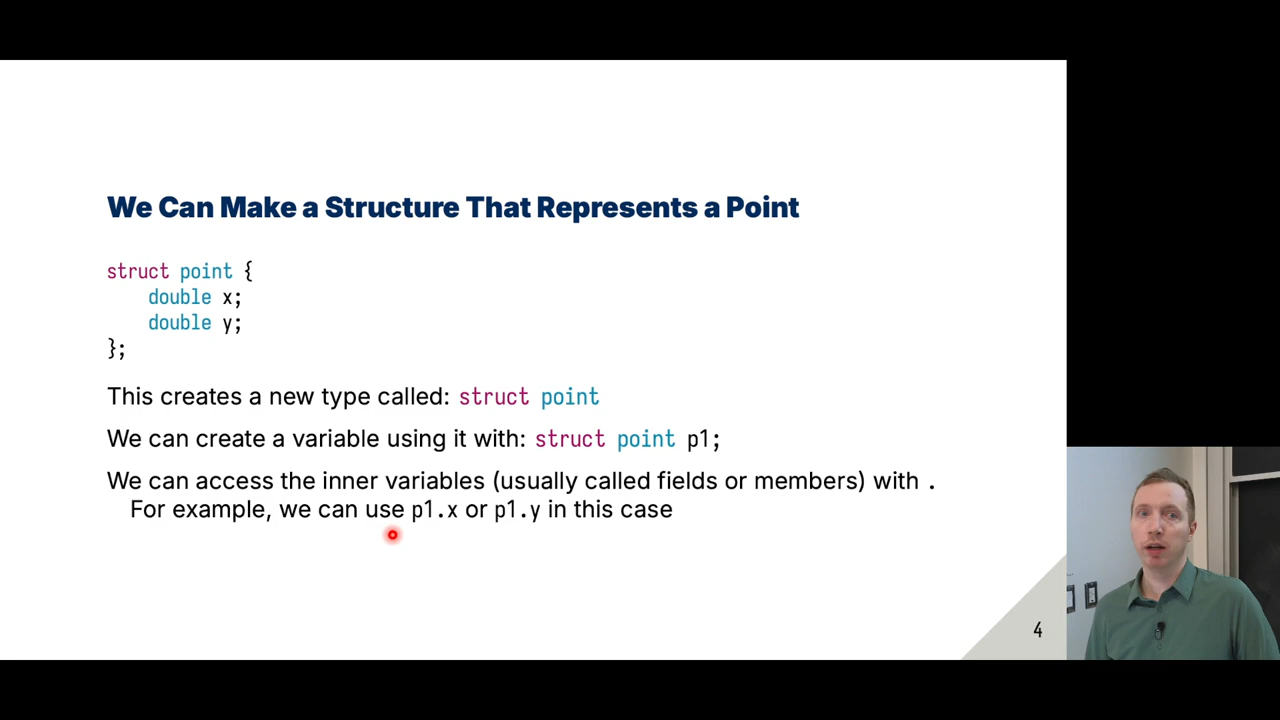 We Can Make a Structure That Represents a Point
struct point {
    double x;
    double y;
};
This creates a new type called: struct point
We can create a variable using it with: struct point p1;
We can access the inner variables (usually called fields or members) with .
For example, we can use p1.x or p1.y in this case
4